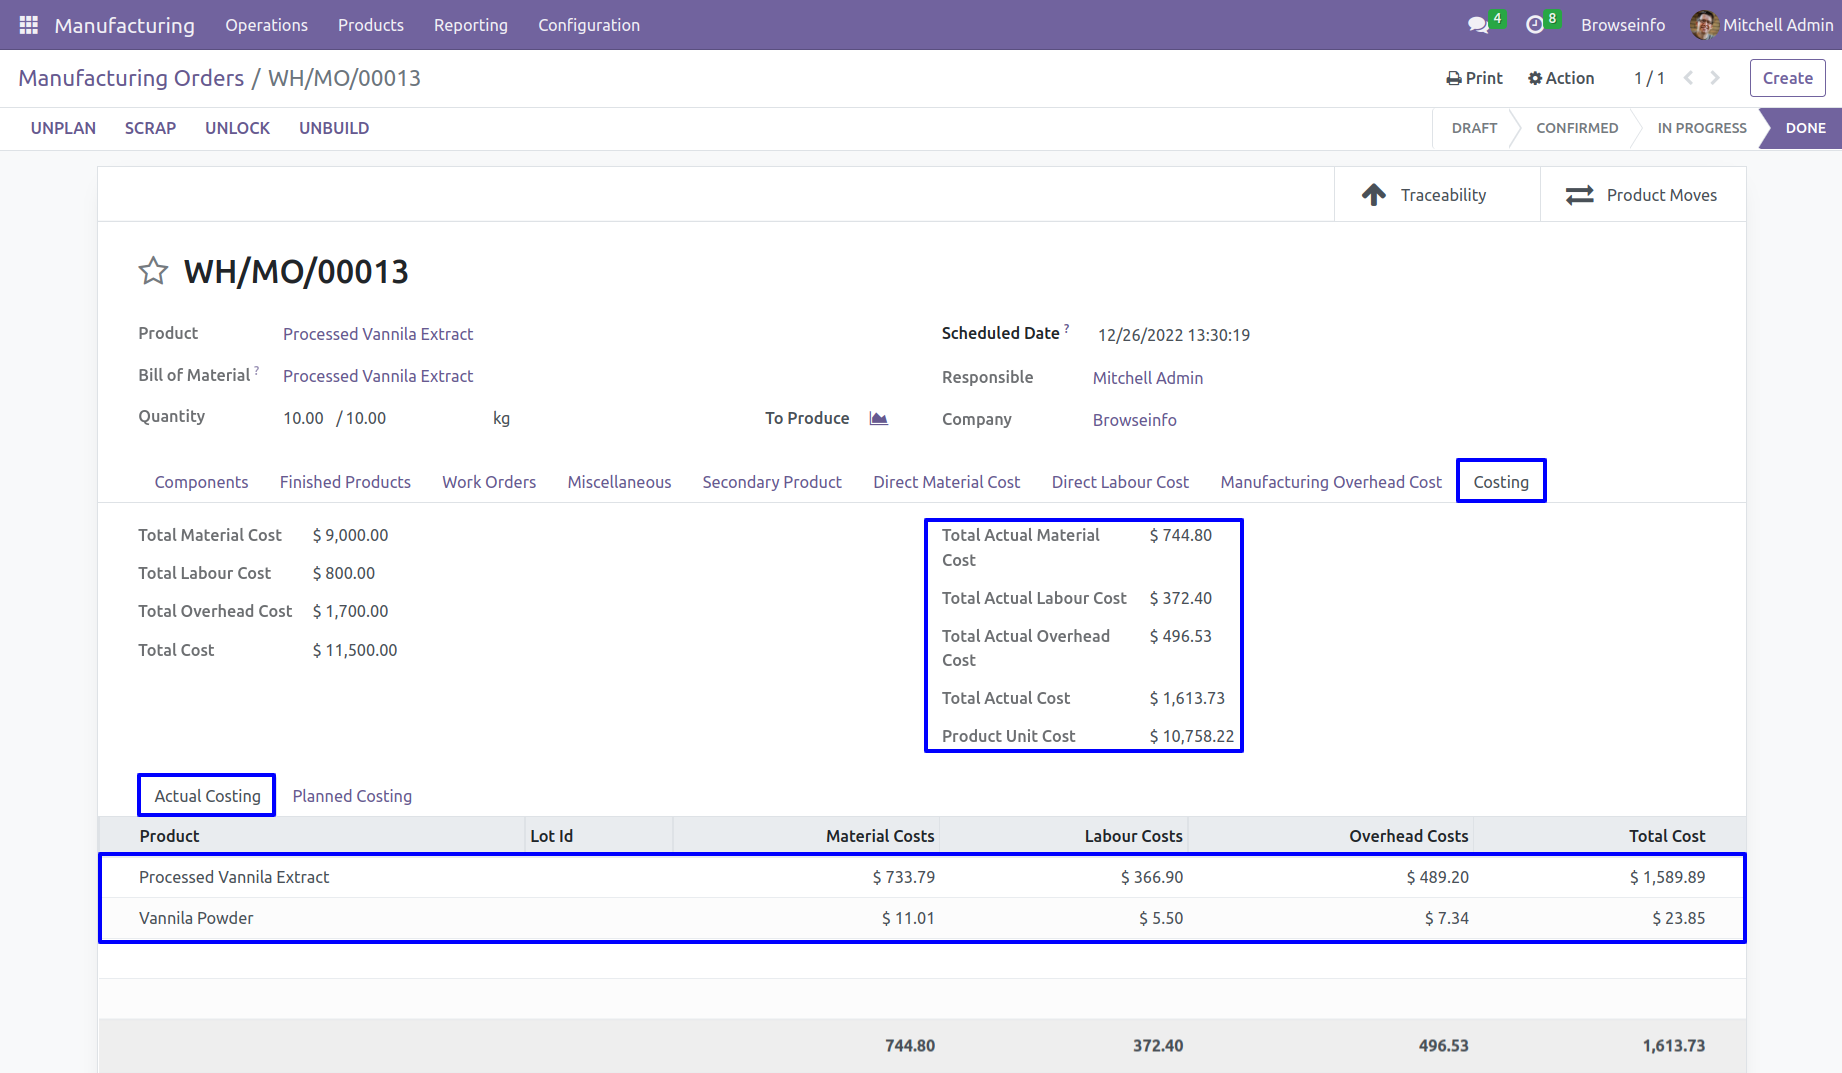 Manufacturing Operations Products Reporting Configuration 4 8 Browseinfo Mitchell Admin
Manufacturing Orders / WH/MO/00013 Print Action 1 / 1 Create
UNPLAN SCRAP UNLOCK UNBUILD DRAFT CONFIRMED IN PROGRESS DONE
Traceability Product Moves
WH/MO/00013
Product Processed Vannila Extract Scheduled Date ? 12/26/2022 13:30:19
Bill of Material ? Processed Vannila Extract Responsible Mitchell Admin
Quantity 10.00 / 10.00 kg To Produce Company Browseinfo
Components Finished Products Work Orders Miscellaneous Secondary Product Direct Material Cost Direct Labour Cost Manufacturing Overhead Cost Costing
Total Material Cost $ 9,000.00
Total Labour Cost $ 800.00
Total Overhead Cost $ 1,700.00
Total Cost $ 11,500.00
Total Actual Material $ 744.80
Cost
Total Actual Labour Cost $ 372.40
Total Actual Overhead $ 496.53
Cost
Total Actual Cost $ 1,613.73
Product Unit Cost $ 10,758.22
Actual Costing Planned Costing
Product Lot Id Material Costs Labour Costs Overhead Costs Total Cost
Processed Vannila Extract $ 733.79 $ 366.90 $ 489.20 $ 1,589.89
Vannila Powder $ 11.01 $ 5.50 $ 7.34 $ 23.85
744.80 372.40 496.53 1,613.73